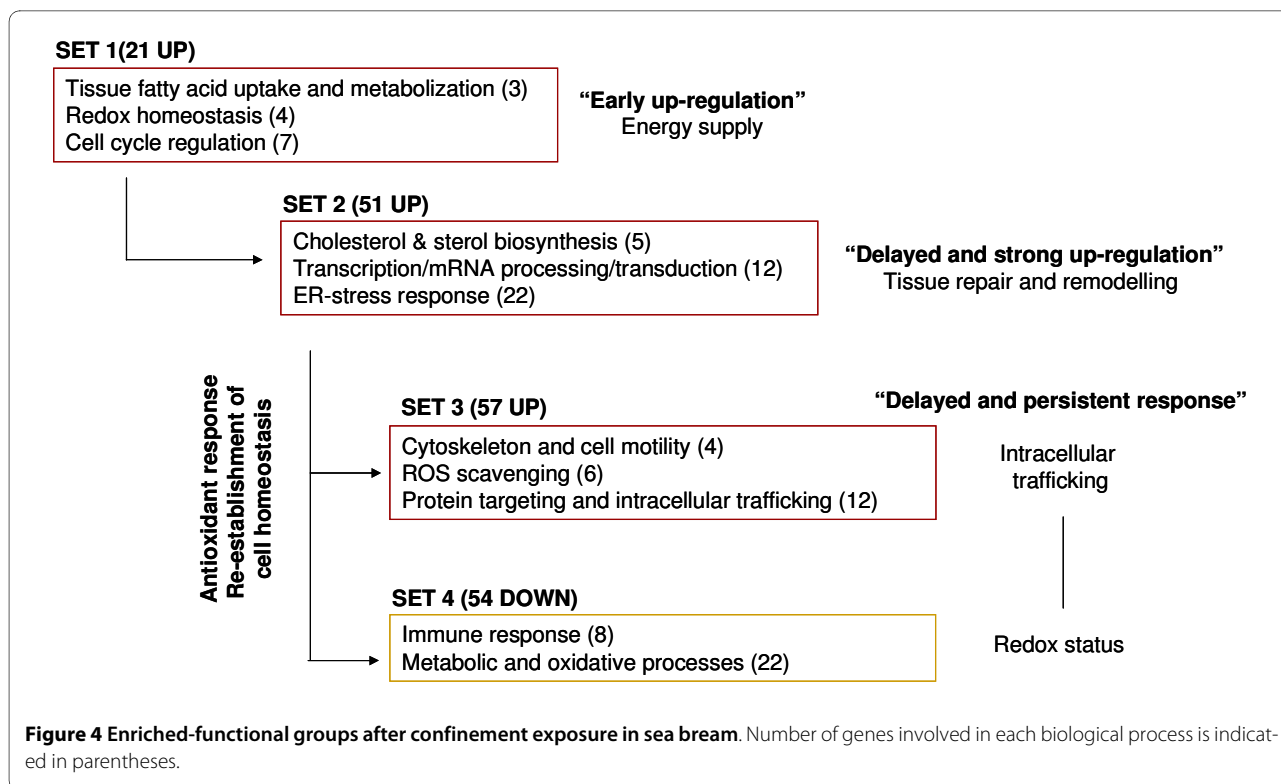 SET 1(21 UP)
Tissue fatty acid uptake and metabolization (3)
Redox homeostasis (4)
Cell cycle regulation (7)
“Early up-regulation”
Energy supply
SET 2 (51 UP)
Cholesterol & sterol biosynthesis (5)
Transcription/mRNA processing/transduction (12)
ER-stress response (22)
“Delayed and strong up-regulation”
Tissue repair and remodelling
Antioxidant response
Re-establishment of
cell homeostasis
SET 3 (57 UP)
Cytoskeleton and cell motility (4)
ROS scavenging (6)
Protein targeting and intracellular trafficking (12)
“Delayed and persistent response”
Intracellular
trafficking
SET 4 (54 DOWN)
Immune response (8)
Metabolic and oxidative processes (22)
Redox status
Figure 4 Enriched-functional groups after confinement exposure in sea bream. Number of genes involved in each biological process is indicat-
ed in parentheses.